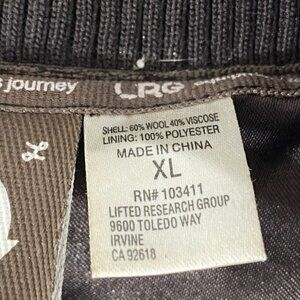 journey LRG
SHELL: 60% WOOL 40% VISCOSE
LINING: 100% POLYESTER
MADE IN CHINA
XL
RN# 103411
LIFTED RESEARCH GROUP
9600 TOLEDO WAY
IRVINE
CA 92618